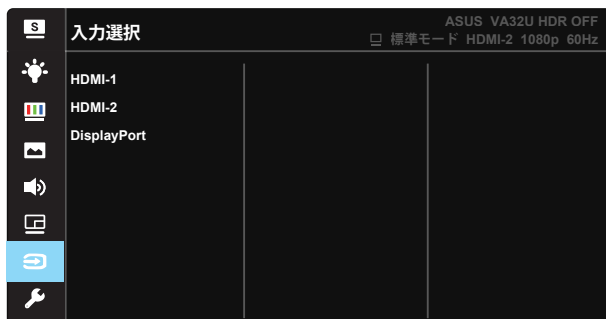 S
入力選択
ASUS VA32U HDR OFF
標準モード HDMI-2 1080p 60Hz
HDMI-1
HDMI-2
DisplayPort